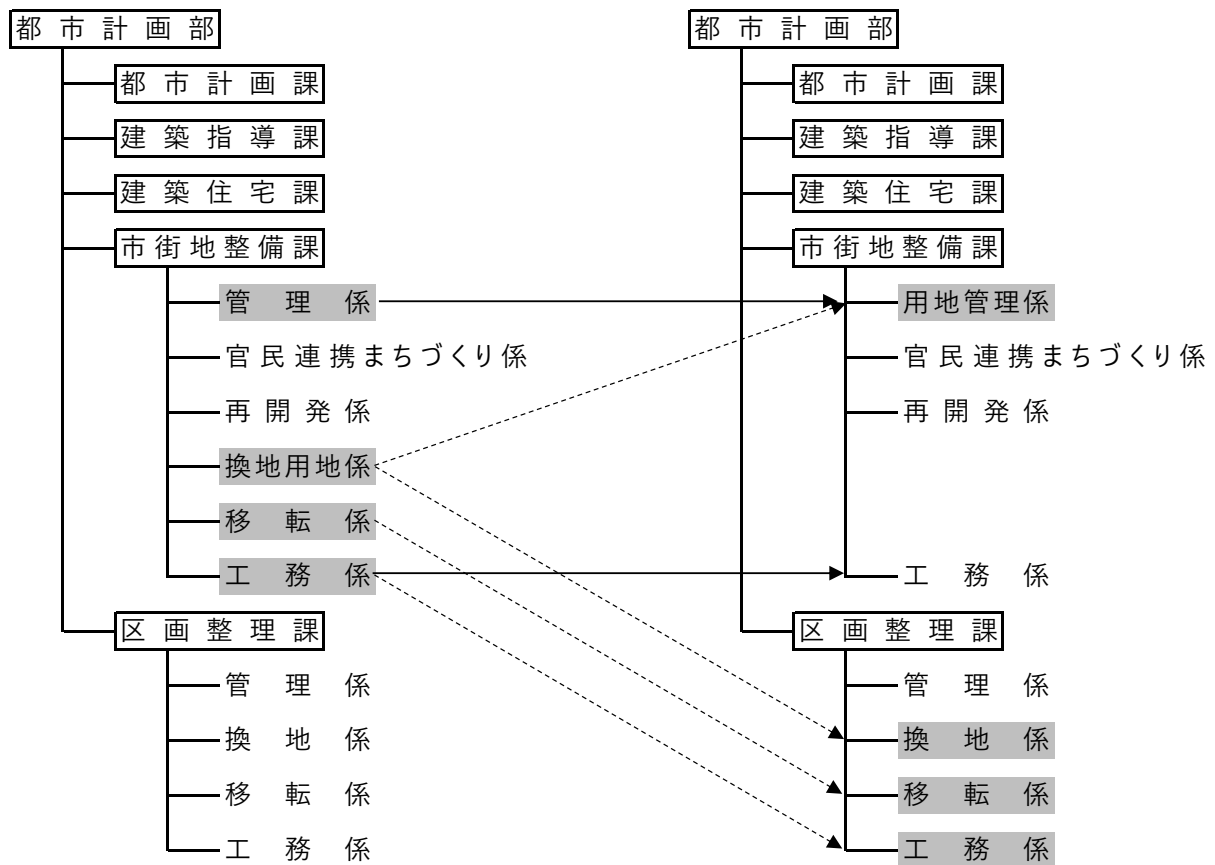 都市計画部
都市計画課
建築指導課
建築住宅課
市街地整備課
管理係
官民連携まちづくり係
再開発係
換地用地係
移転係
工務係
区画整理課
管理係
換地係
移転係
工務係
都市計画部
都市計画課
建築指導課
建築住宅課
市街地整備課
用地管理係
官民連携まちづくり係
再開発係
工務係
区画整理課
管理係
換地係
移転係
工務係